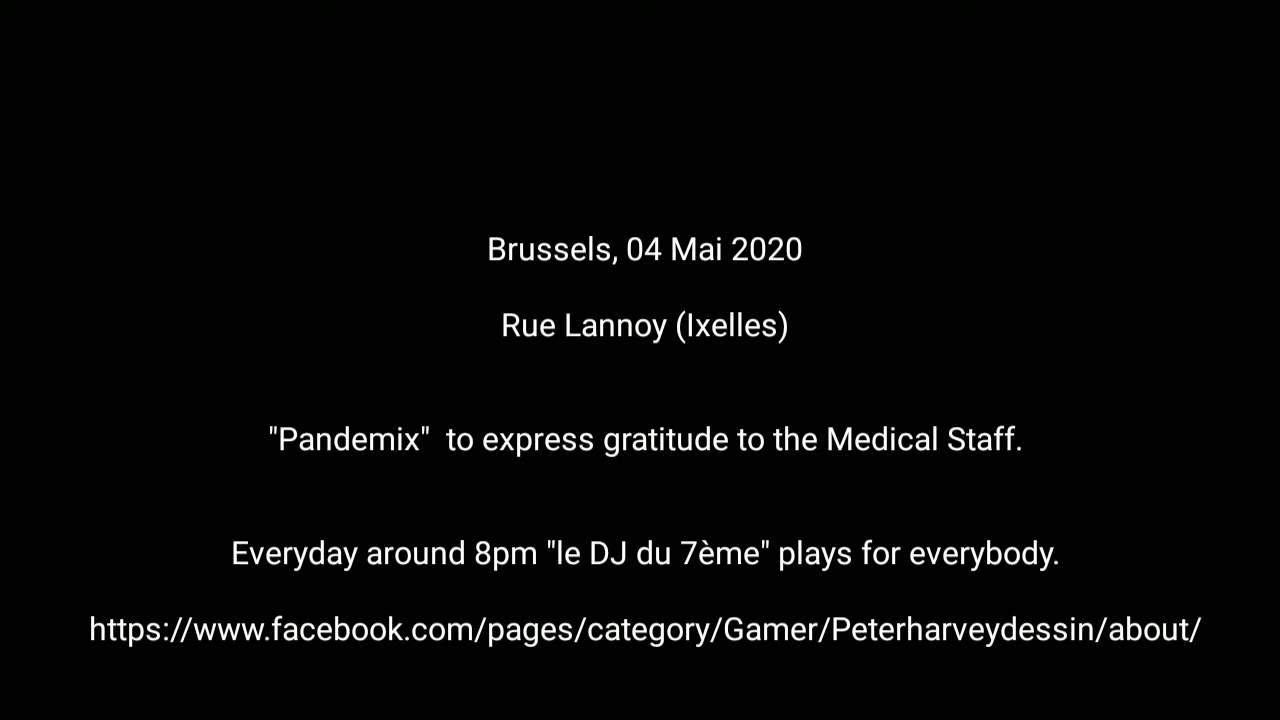 Brussels, 04 Mai 2020
Rue Lannoy (Ixelles)
"Pandemix"  to express gratitude to the Medical Staff.
Everyday around 8pm "le DJ du 7ème" plays for everybody.
https://www.facebook.com/pages/category/Gamer/Peterharveydessin/about/